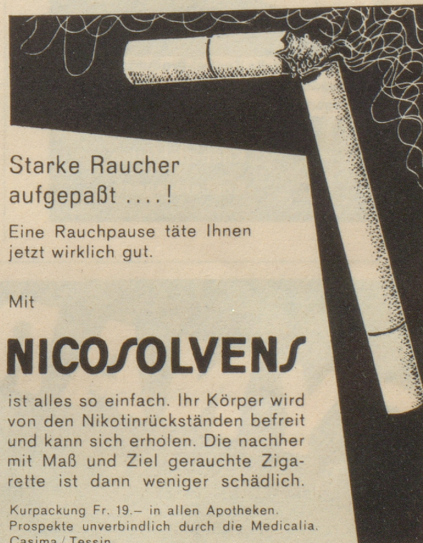 Starke Raucher
aufgepaßt ....!
Eine Rauchpause täte Ihnen
jetzt wirklich gut.
Mit
NICOSOLVENS
ist alles so einfach. Ihr Körper wird
von den Nikotinrückständen befreit
und kann sich erholen. Die nachher
mit Maß und Ziel gerauchte Ziga-
rette ist dann weniger schädlich.
Kurpackung Fr. 19.– in allen Apotheken.
Prospekte unverbindlich durch die Medicalia.
Casima / Tessin